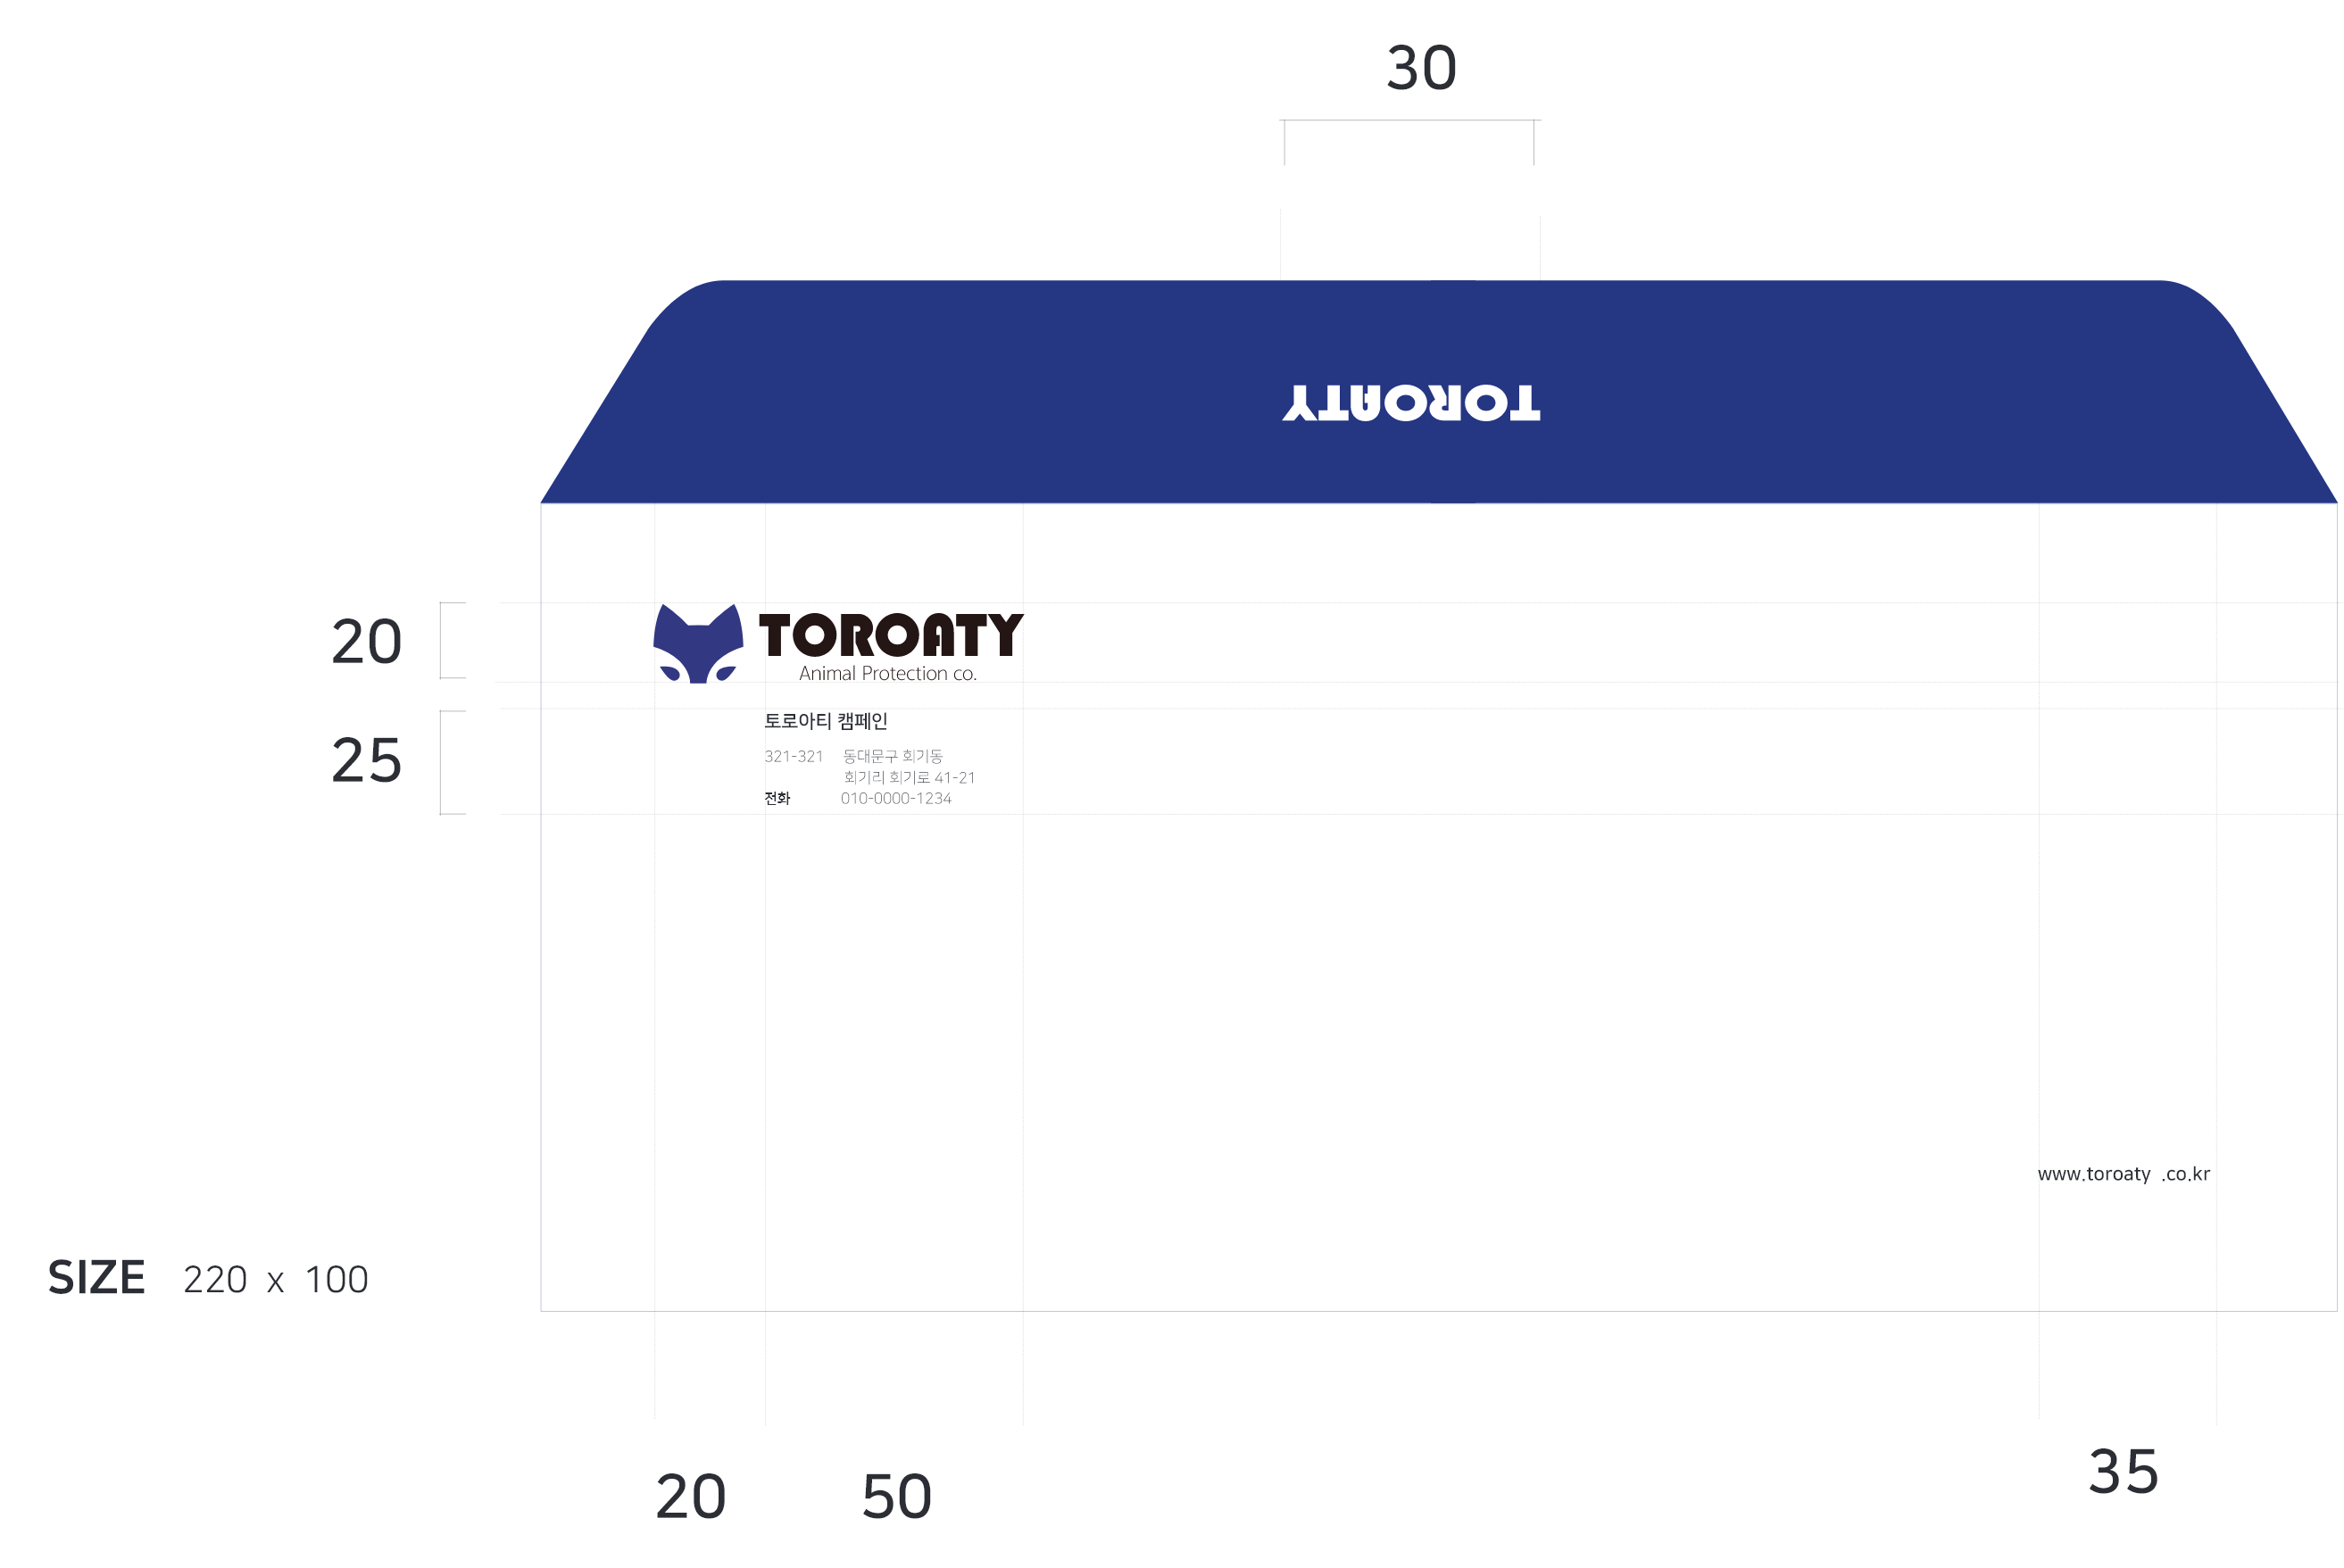 30
TOROATY
20
TOROATY
Animal Protection co.
25
토로아티 캠페인
321-321 동대문구 회기동
회기리 회기로 41-21
전화 010-0000-1234
www.toroaty .co.kr
SIZE 220 x 100
20 50 35